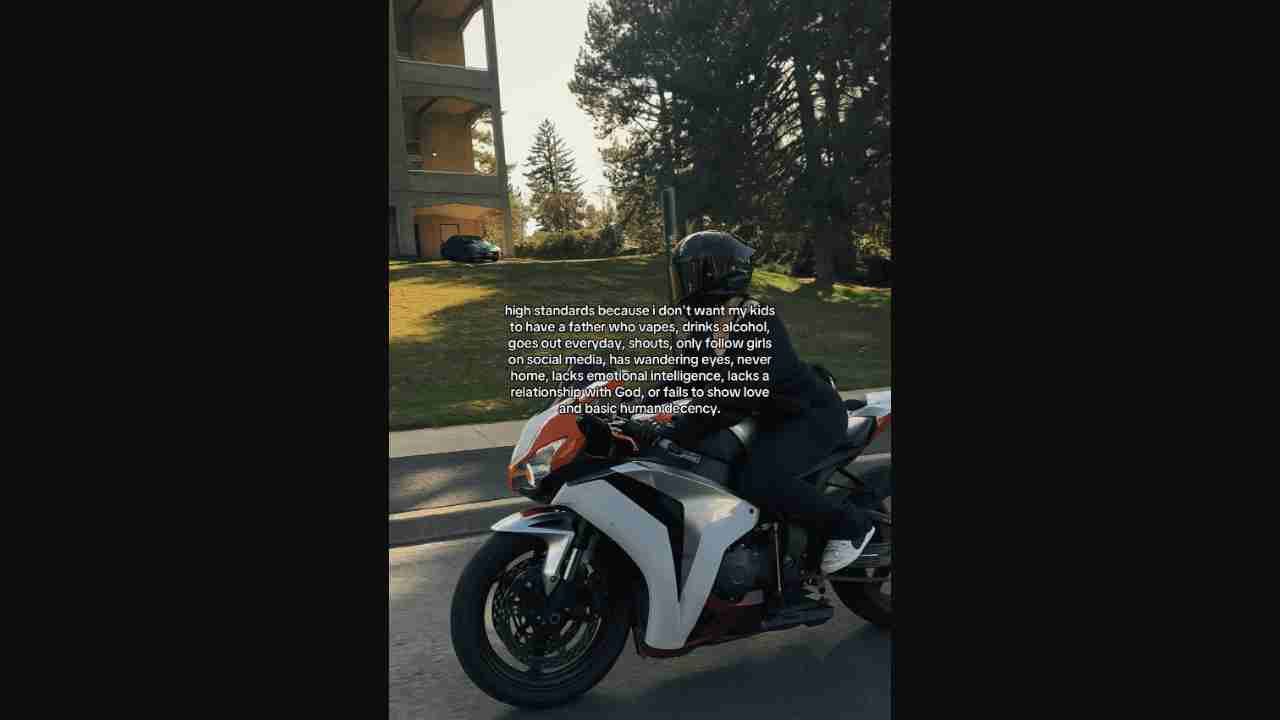 high standards because i don't want my kids
to have a father who vapes, drinks alcohol,
goes out everyday, shouts, only follow girls
on social media, has wandering eyes, never
home, lacks emotional intelligence, lacks a
relationship with God, or fails to show love
and basic human decency.